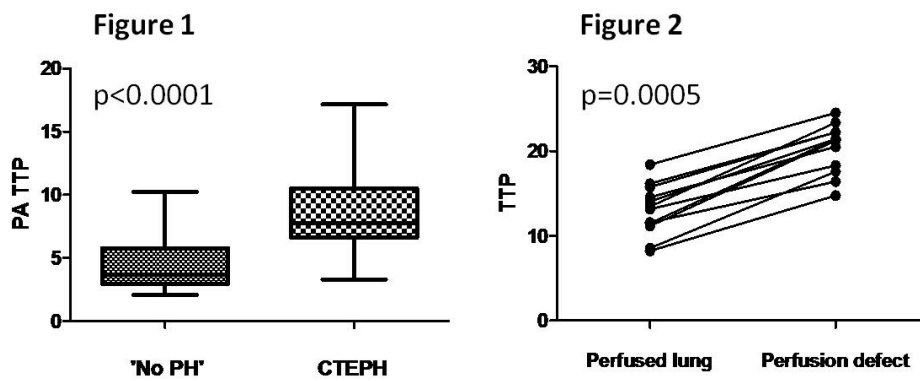 Figure 1
p<0.0001
PA TTP
20
15
10
5
0
'No PH'
CTEPH
Figure 2
p=0.0005
TTP
30
20
10
0
Perfused lung
Perfusion defect